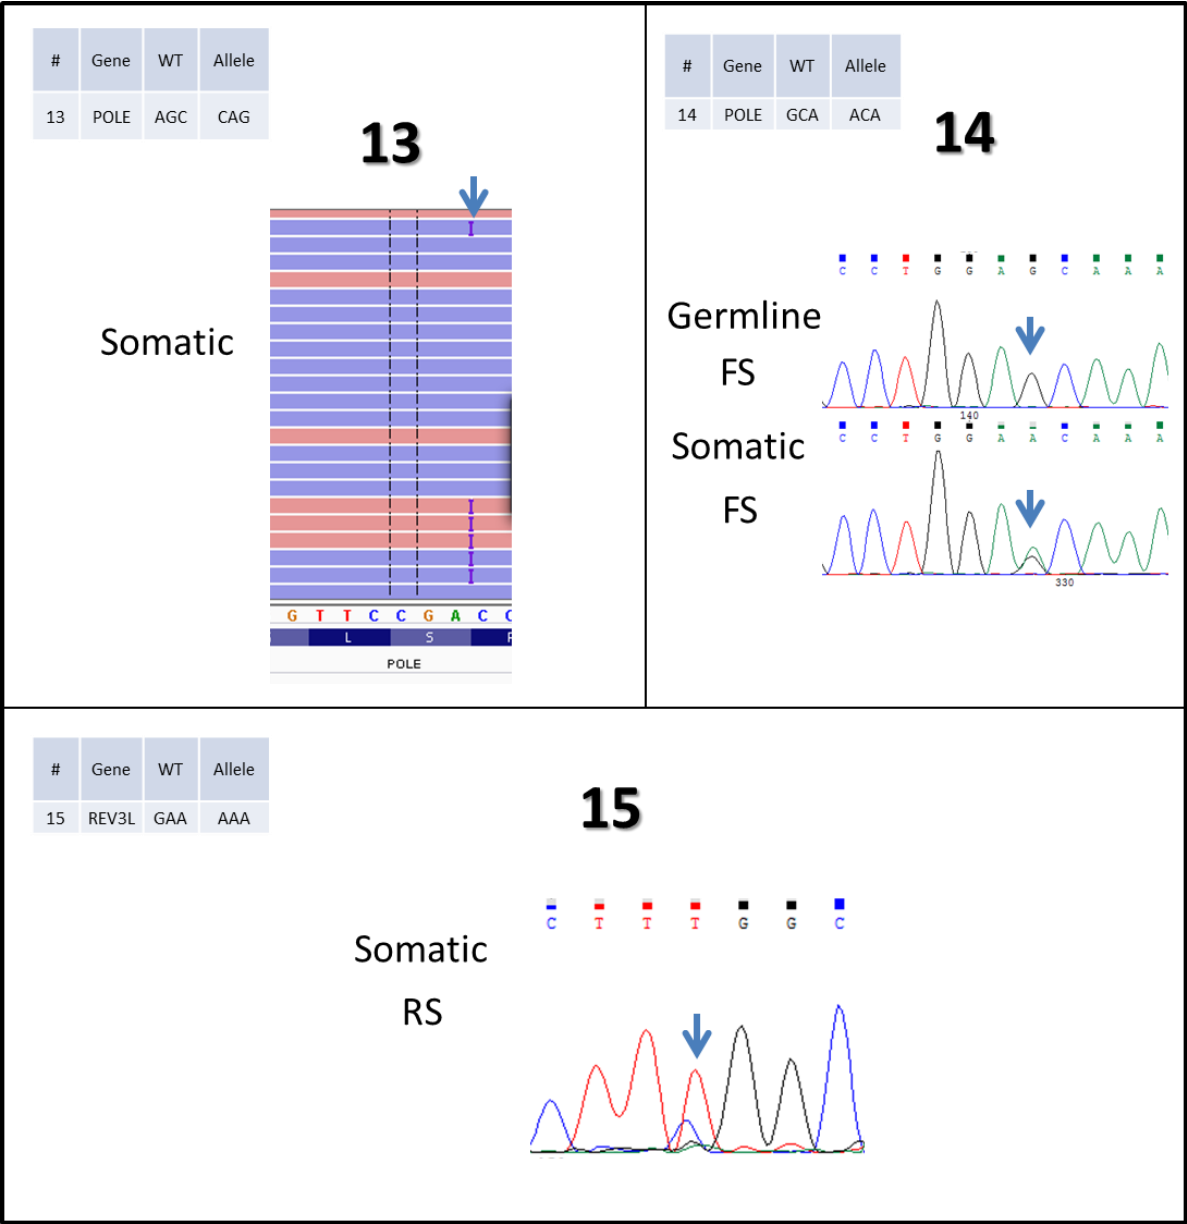 # Gene WT Allele
13 POLE AGC CAG
13
Somatic
G T T C C G A C C
L S
POLE
# Gene WT Allele
14 POLE GCA ACA
14
C C T G G A G C A A A
Germline
FS
140
C C T G G A A C A A A
Somatic
FS
330
# Gene WT Allele
15 REV3L GAA AAA
15
C T T T G G C
Somatic
RS